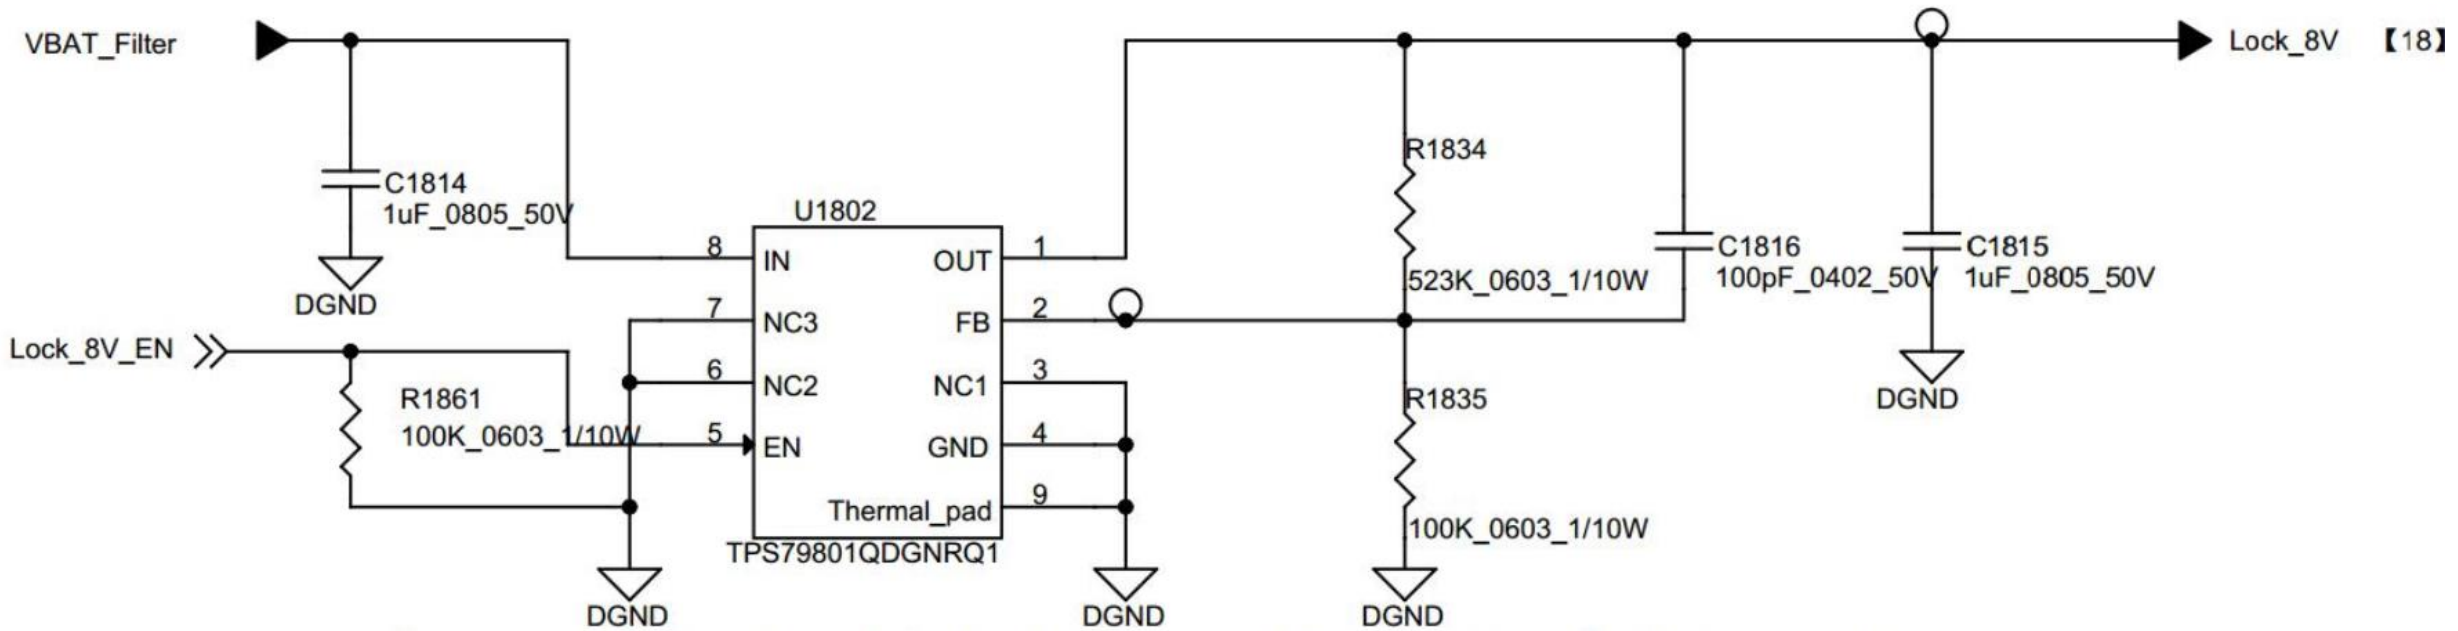 VBAT_Filter
Lock_8V 【18】
R1834
C1814
1uF_0805_50V
U1802
8 IN OUT 1
C1816
100pF_0402_50V
C1815
1uF_0805_50V
523K_0603_1/10W
DGND
7 NC3 FB 2
Lock_8V_EN
6 NC2 NC1 3
R1861
100K_0603_1/10W
R1835
DGND
5 EN GND 4
Thermal_pad 9
100K_0603_1/10W
TPS79801QDGNRQ1
DGND
DGND
DGND